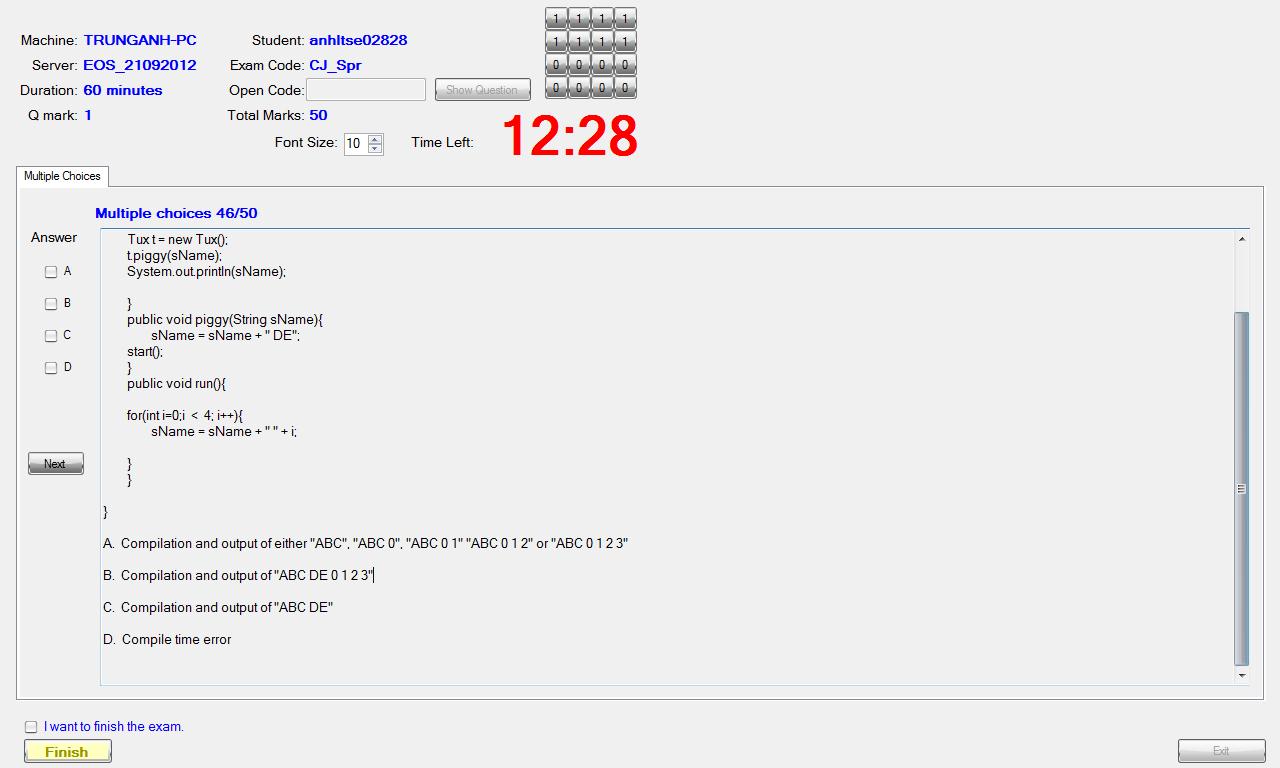 Machine: TRUNGANH-PC Student: anhltse02828
Server: EOS_21092012 Exam Code: CJ_Spr
Duration: 60 minutes Open Code: Show Question
Q mark: 1 Total Marks: 50
1 1 1 1
1 1 1 1
0 0 0 0
0 0 0 0
Font Size: 10 Time Left: 12:28
Multiple Choices
Multiple choices 46/50
Answer
A
B
C
D
Next
Tux t = new Tux();
t.piggy(sName);
System.out.println(sName);
}
public void piggy(String sName){
sName = sName + " DE";
start();
}
public void run(){
for(int i=0;i < 4; i++){
sName = sName + " " + i;
}
}
}
A. Compilation and output of either "ABC", "ABC 0", "ABC 0 1" "ABC 0 1 2" or "ABC 0 1 2 3"
B. Compilation and output of "ABC DE 0 1 2 3"
C. Compilation and output of "ABC DE"
D. Compile time error
I want to finish the exam.
Finish
Exit